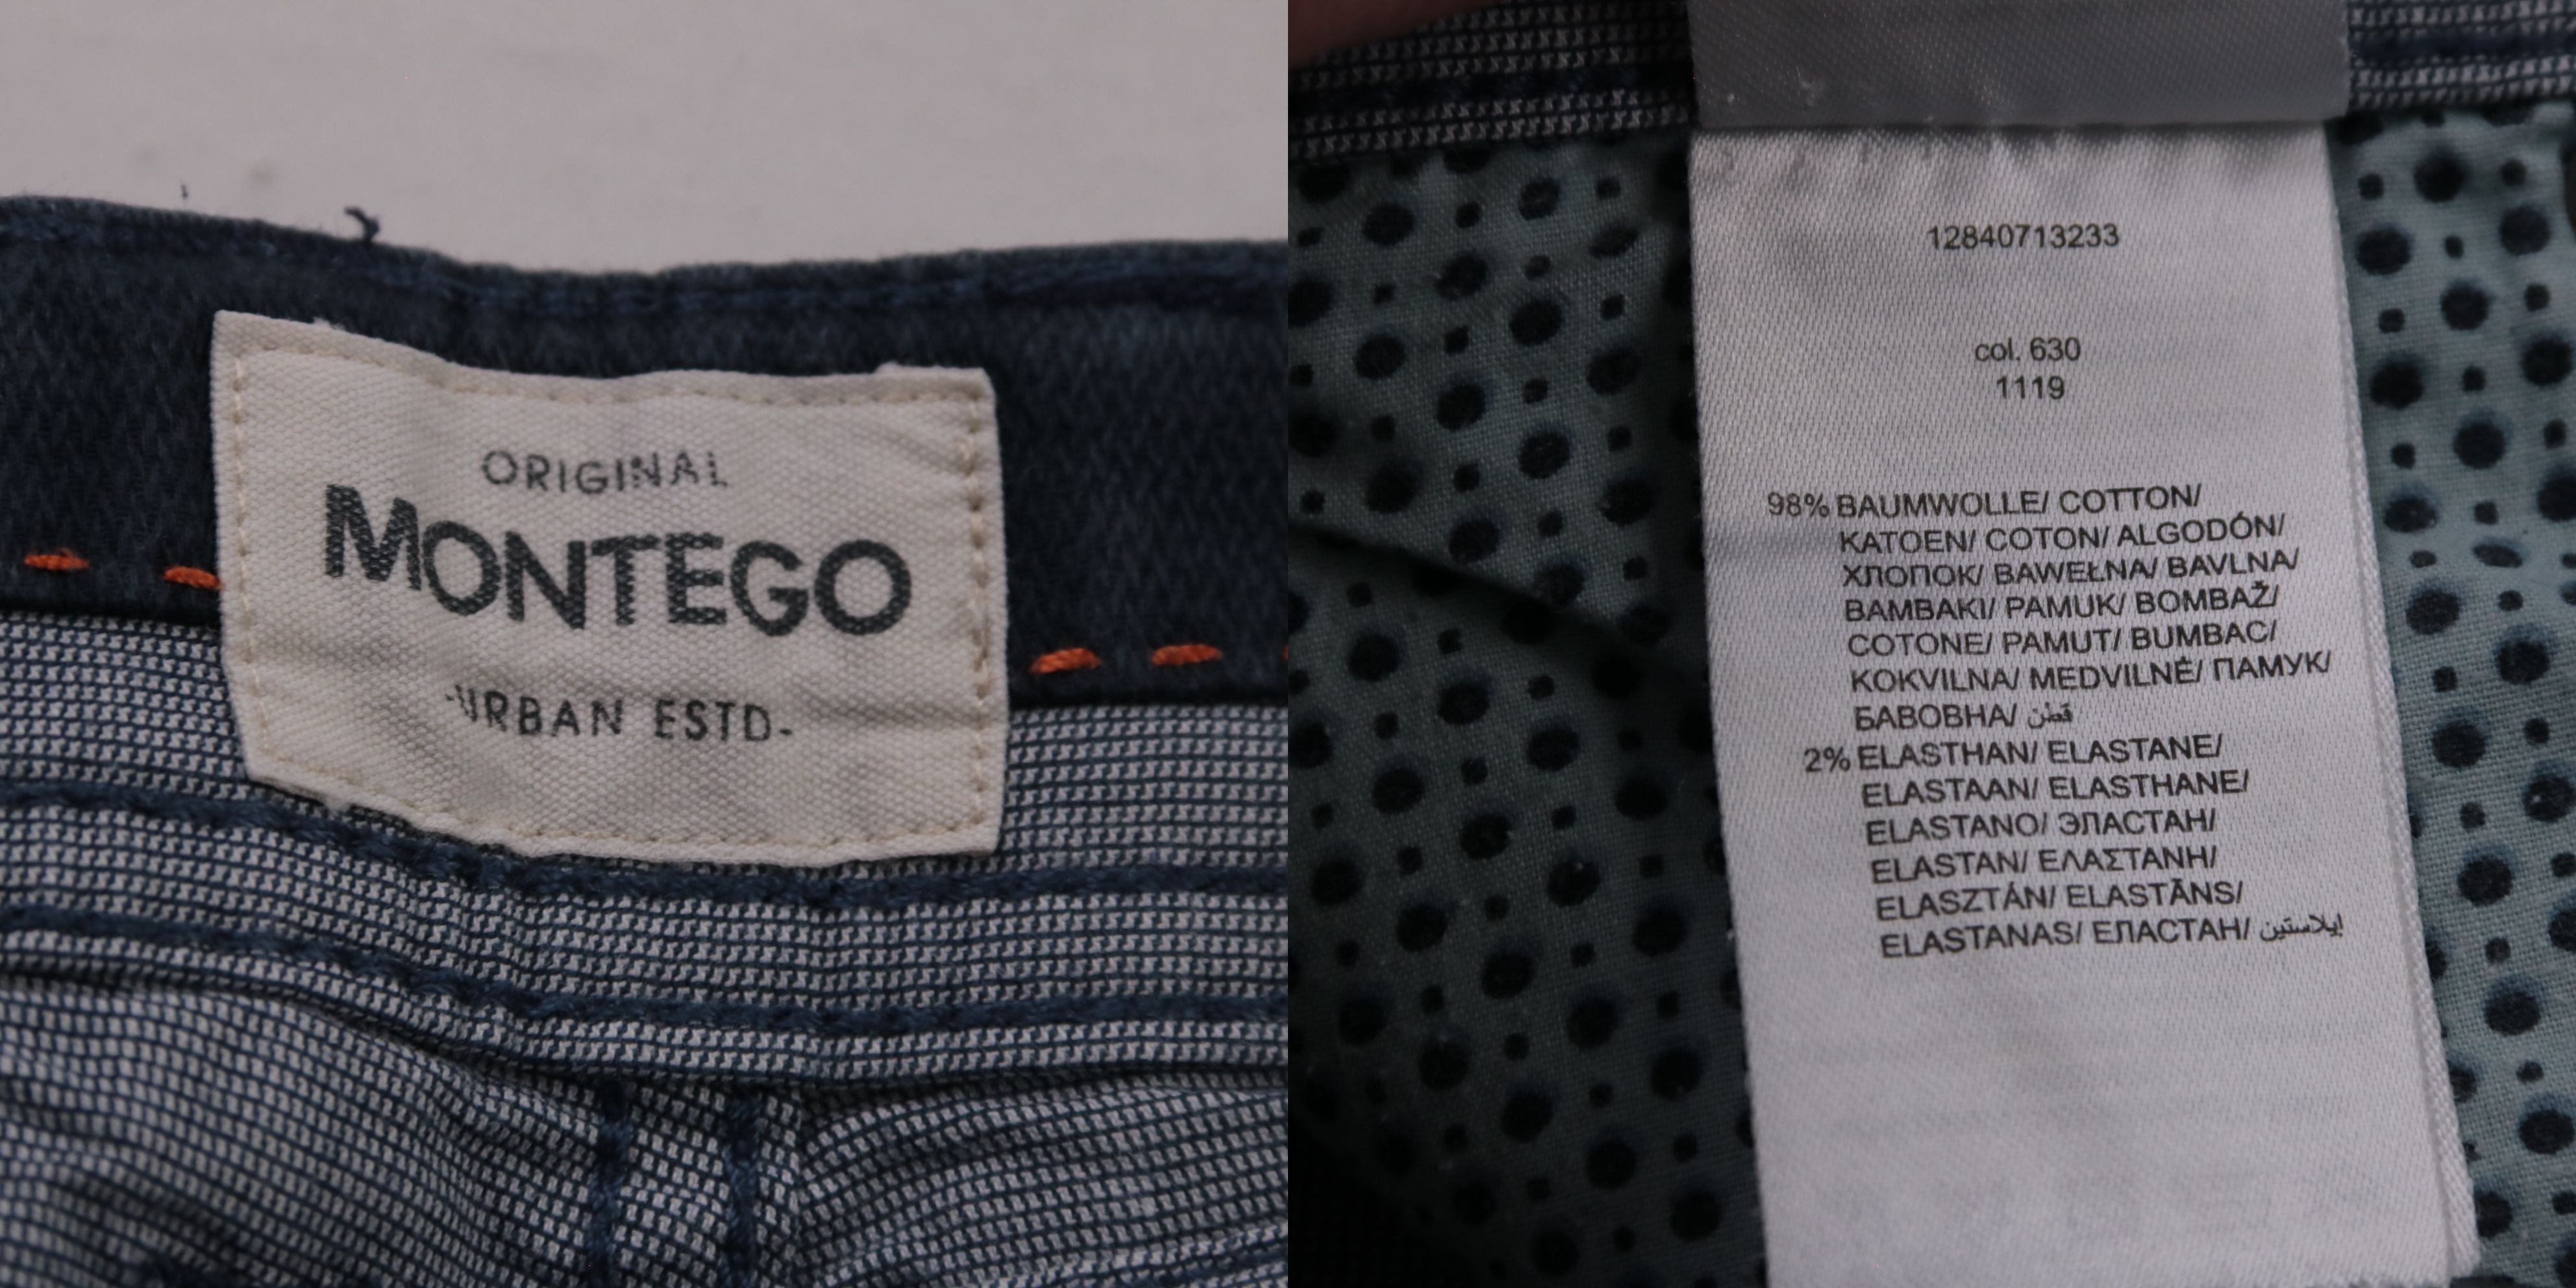 ORIGINAL
MONTEGO
-URBAN ESTD-
12840713233
col. 630
1119
98% BAUMWOLLE/ COTTON/
KATOEN/ COTON/ ALGODÓN/
ХЛОПОК/ BAWEŁNA/ BAVLNA/
BAMBAKI/ PAMUK/ BOMBAŽ/
COTONE/ PAMUT/ BUMBAC/
KOKVILNA/ MEDVILNĖ/ ПАМУК/
БАВОВНА/ قطن
2% ELASTHAN/ ELASTANE/
ELASTAAN/ ELASTHANE/
ELASTANO/ ЭЛАСТАН/
ELASTAN/ ΕΛΑΣΤΑΝΗ/
ELASZTÁN/ ELASTĀNS/
ELASTANAS/ ЕЛАСТАН/ إيلاستين